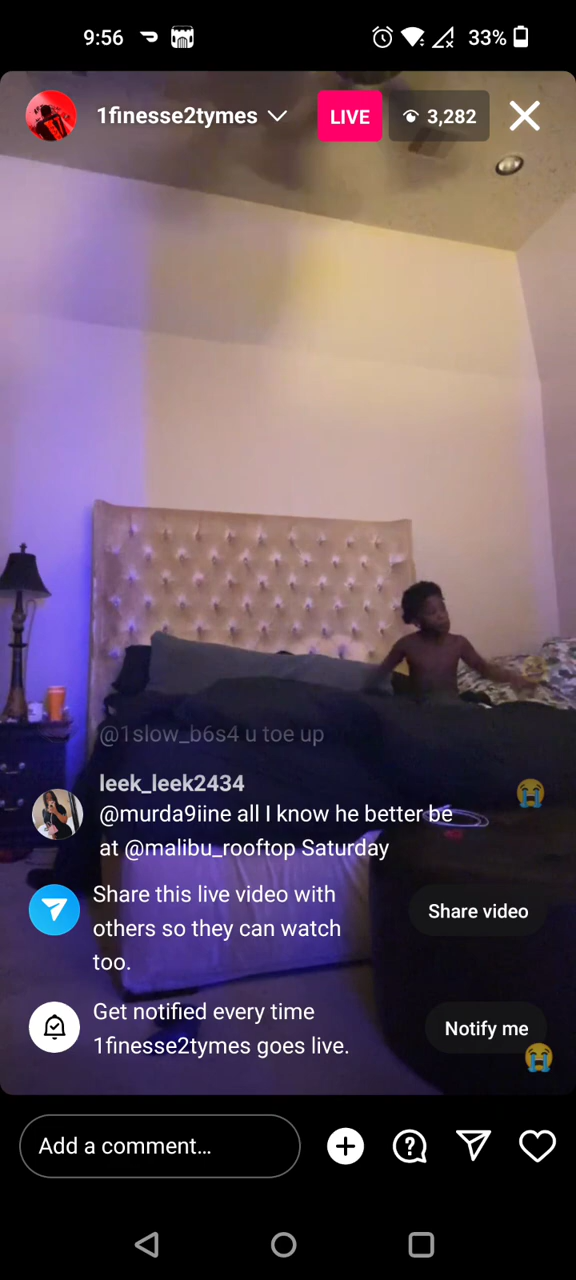 9:56
33%
1finesse2tymes
LIVE
3,282
@1slow_b6s4 u toe up
leek_leek2434
@murda9iine all I know he better be
at @malibu_rooftop Saturday
Share this live video with
others so they can watch
too.
Share video
Get notified every time
1finesse2tymes goes live.
Notify me
Add a comment...